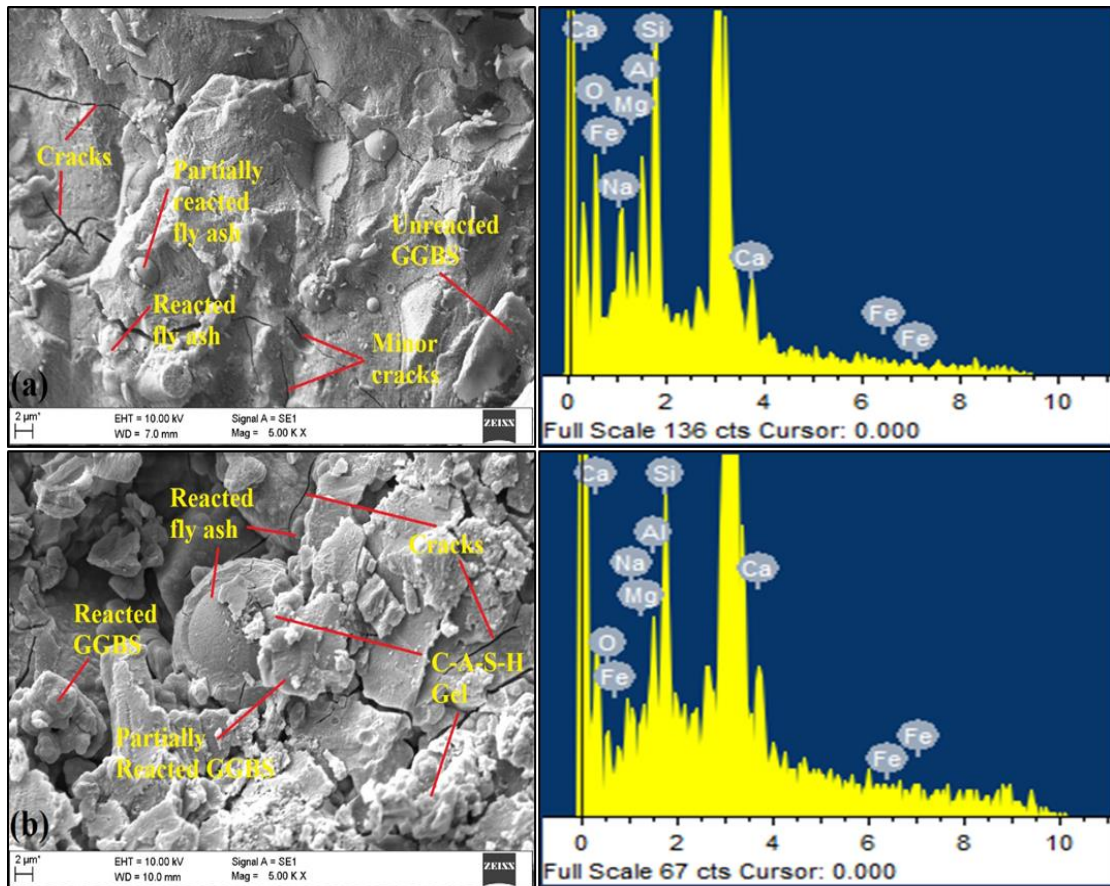 Cracks
Partially
reacted
fly ash
Unreacted
GGBS
Reacted
fly ash
Minor
cracks
(a)
2 µm*
EHT = 10.00 kV
Signal A = SE1
WD = 7.0 mm
Mag = 5.00 K X
ZEISS
Ca
Si
O
Al
Mg
Fe
Na
Ca
Fe
Fe
0 2 4 6 8 10
Full Scale 136 cts Cursor: 0.000
Reacted
fly ash
Cracks
Reacted
GGBS
C-A-S-H
Gel
Partially
Reacted GGBS
(b)
2 µm*
EHT = 10.00 kV
Signal A = SE1
WD = 10.0 mm
Mag = 5.00 K X
ZEISS
Ca
Si
Al
Na
Mg
Ca
O
Fe
Fe
Fe
0 2 4 6 8 10
Full Scale 67 cts Cursor: 0.000